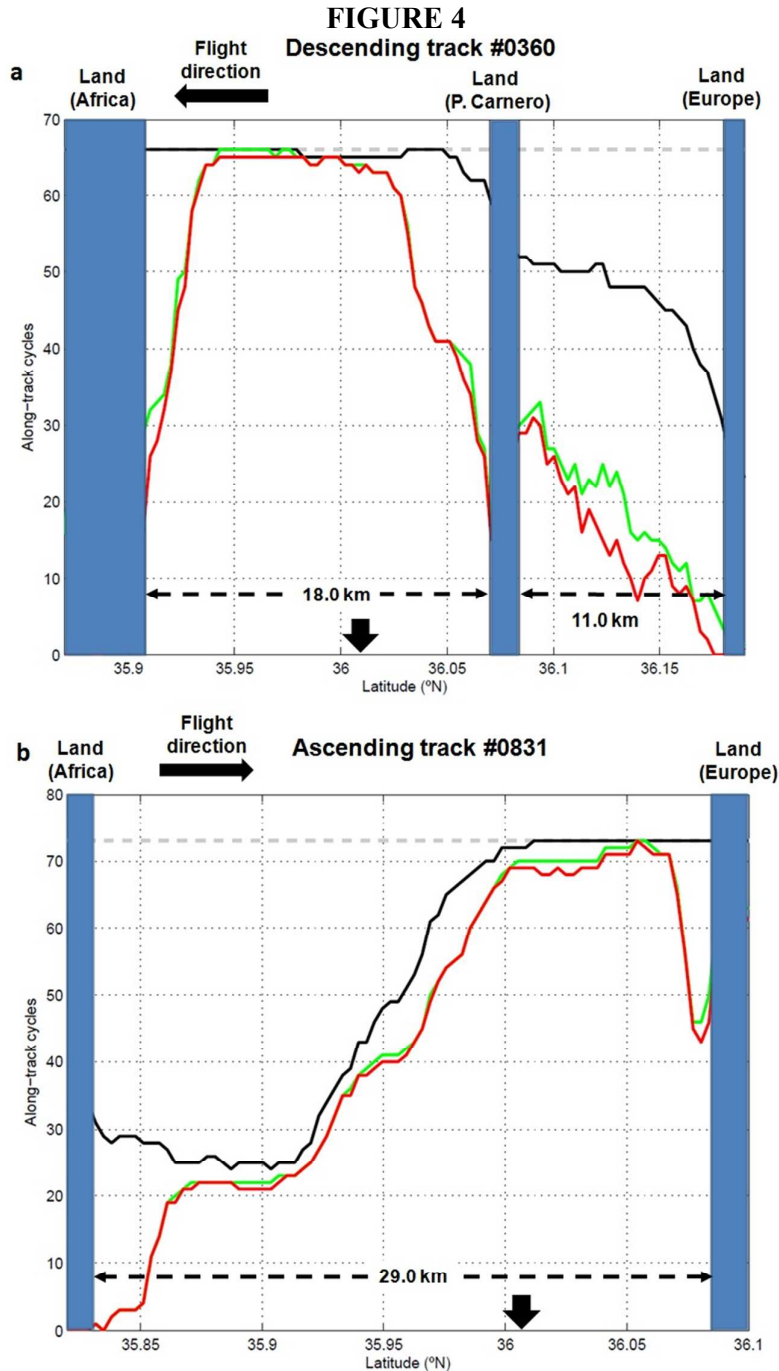 FIGURE 4
Descending track #0360
a
Flight
direction
Land
(Africa)
Land
(P. Carnero)
Land
(Europe)
70
60
50
40
30
20
10
0
Along-track cycles
18.0 km
11.0 km
35.9
35.95
36
36.05
36.1
36.15
Latitude (ºN)
b
Flight
direction
Ascending track #0831
Land
(Africa)
Land
(Europe)
80
70
60
50
40
30
20
10
0
Along-track cycles
29.0 km
35.85
35.9
35.95
36
36.05
36.1
Latitude (ºN)